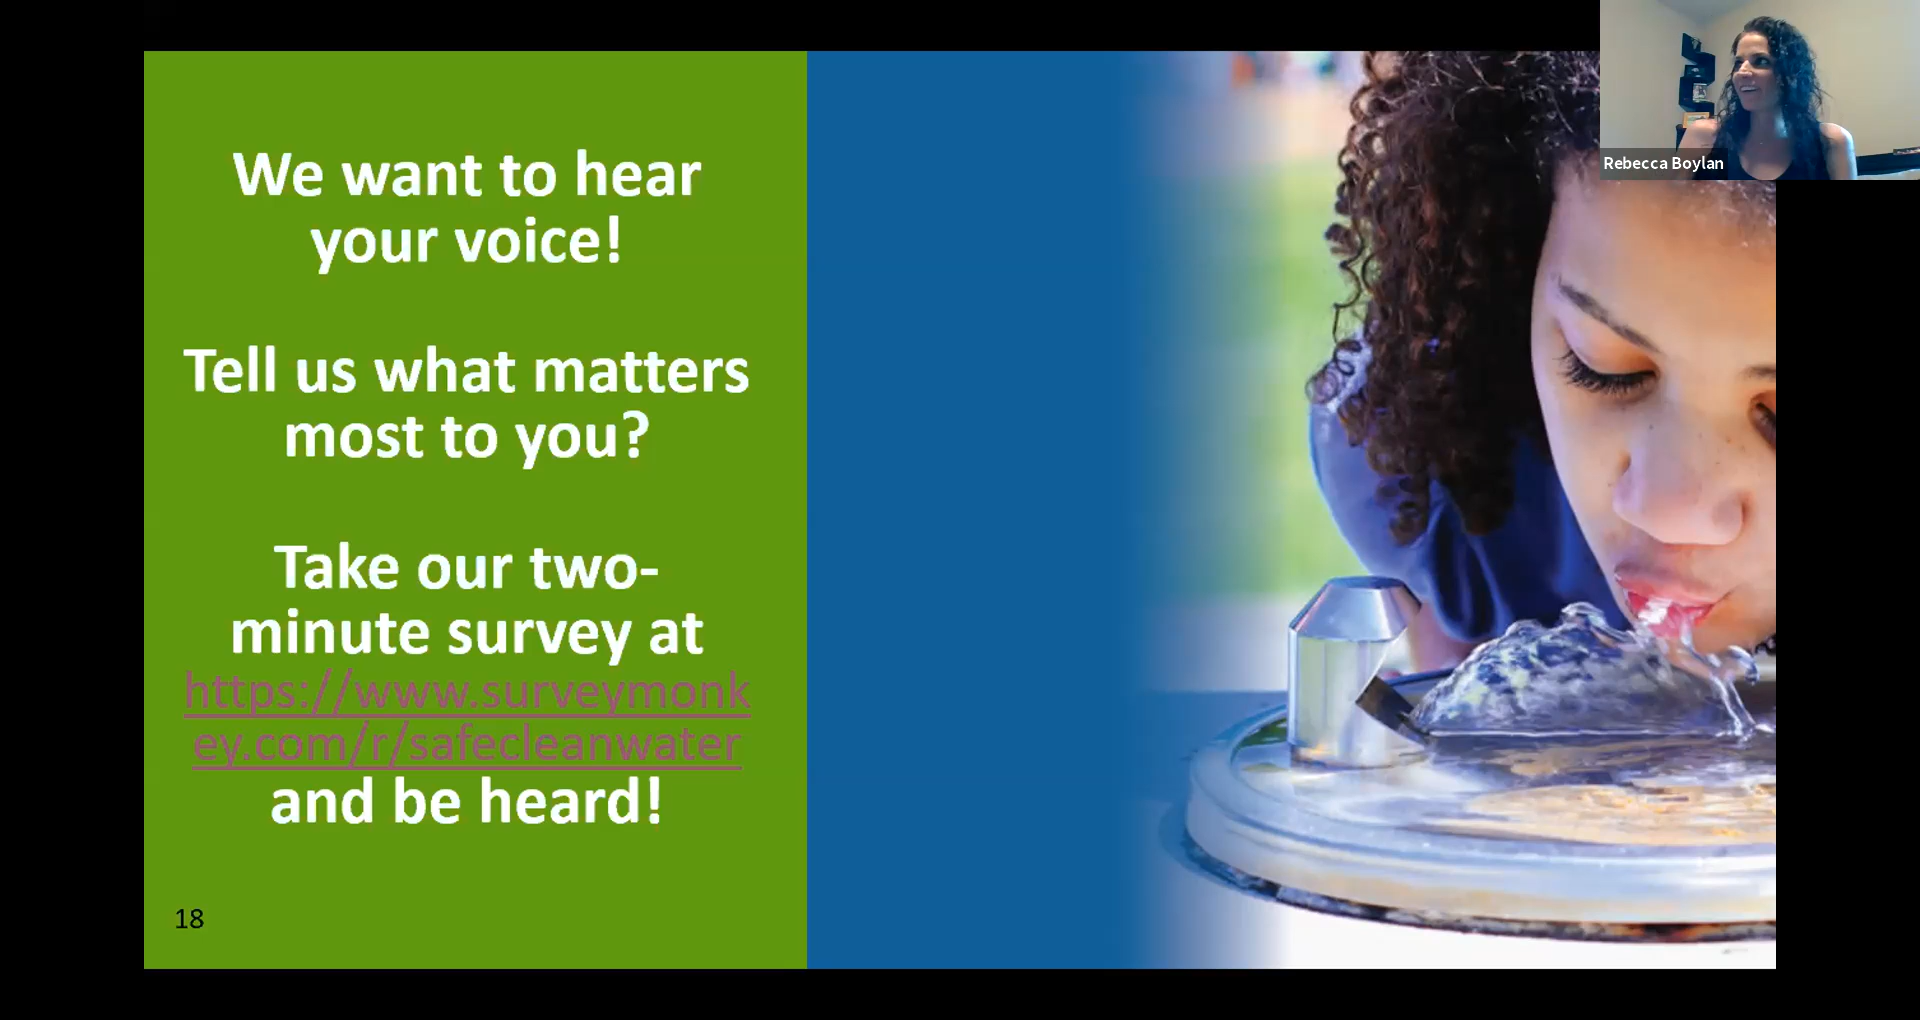 We want to hear
your voice!
Tell us what matters
most to you?
Take our two-
minute survey at
https://www.surveymonk
ey.com/r/safecleanwater
and be heard!
18
Rebecca Boylan